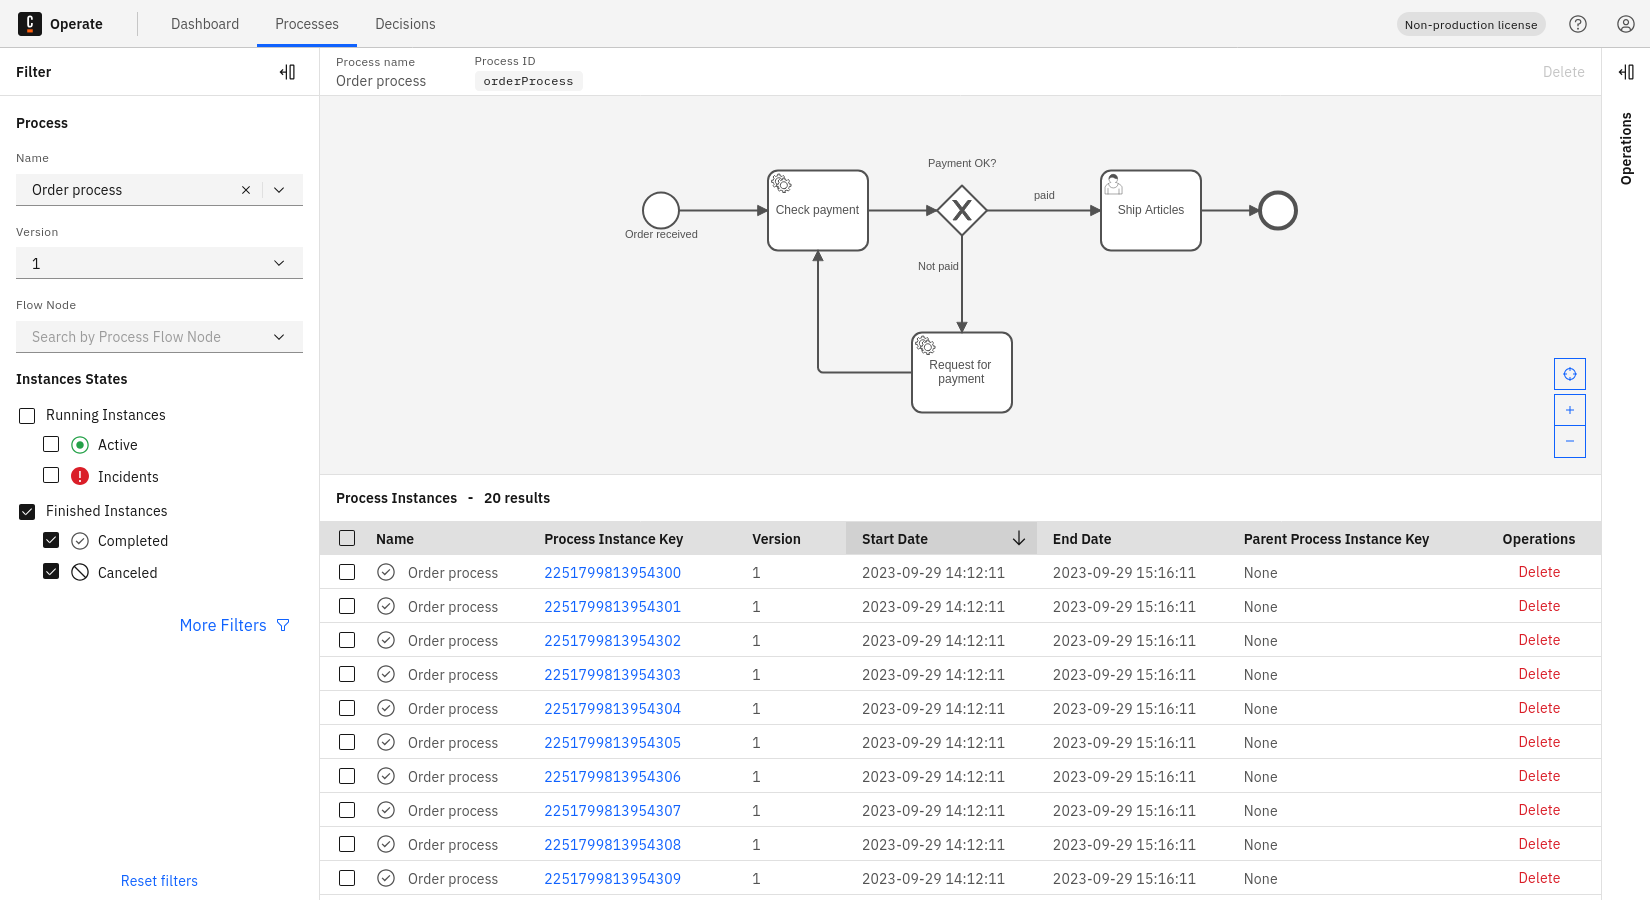 Operate
Dashboard
Processes
Decisions
Non-production license
Filter
Process
Name
Order process
Version
1
Flow Node
Search by Process Flow Node
Instances States
Running Instances
Active
Incidents
Finished Instances
Completed
Canceled
More Filters
Reset filters
Process name
Order process
Process ID
orderProcess
Delete
Order received
Check payment
Payment OK?
paid
Ship Articles
Not paid
Request for
payment
Operations
Process Instances - 20 results
Name Process Instance Key Version Start Date End Date Parent Process Instance Key Operations
Order process 2251799813954300 1 2023-09-29 14:12:11 2023-09-29 15:16:11 None Delete
Order process 2251799813954301 1 2023-09-29 14:12:11 2023-09-29 15:16:11 None Delete
Order process 2251799813954302 1 2023-09-29 14:12:11 2023-09-29 15:16:11 None Delete
Order process 2251799813954303 1 2023-09-29 14:12:11 2023-09-29 15:16:11 None Delete
Order process 2251799813954304 1 2023-09-29 14:12:11 2023-09-29 15:16:11 None Delete
Order process 2251799813954305 1 2023-09-29 14:12:11 2023-09-29 15:16:11 None Delete
Order process 2251799813954306 1 2023-09-29 14:12:11 2023-09-29 15:16:11 None Delete
Order process 2251799813954307 1 2023-09-29 14:12:11 2023-09-29 15:16:11 None Delete
Order process 2251799813954308 1 2023-09-29 14:12:11 2023-09-29 15:16:11 None Delete
Order process 2251799813954309 1 2023-09-29 14:12:11 2023-09-29 15:16:11 None Delete